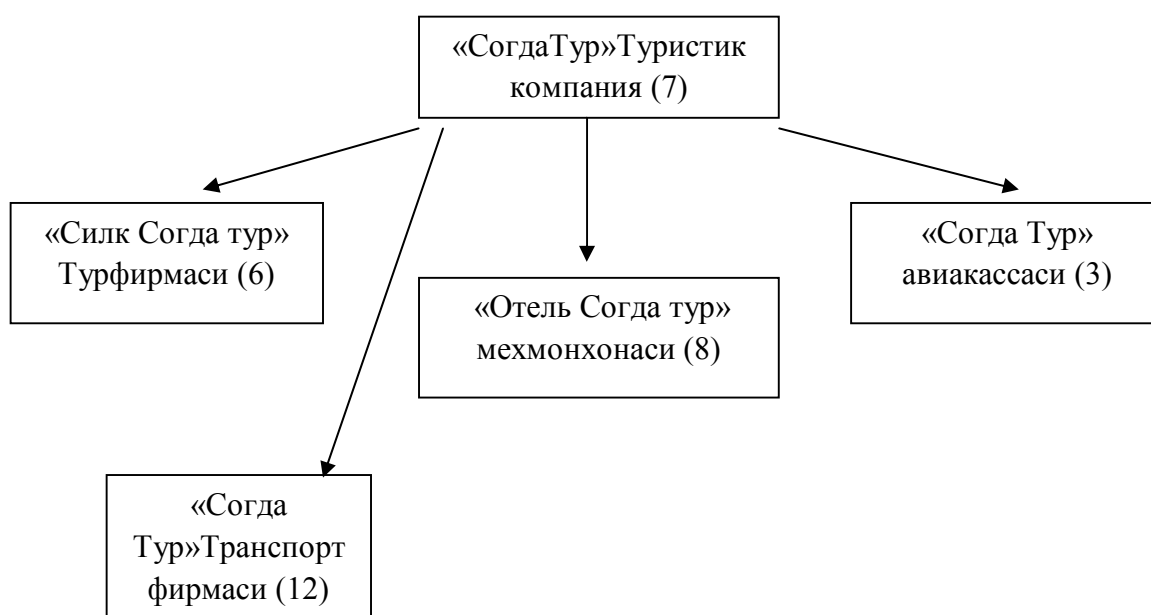 «СогдаТур»Туристик
компания (7)
«Силк Согда тур»
Турфирмаси (6)
«Отель Согда тур»
мехмонхонаси (8)
«Согда Тур»
авиакассаси (3)
«Согда
Тур»Транспорт
фирмаси (12)